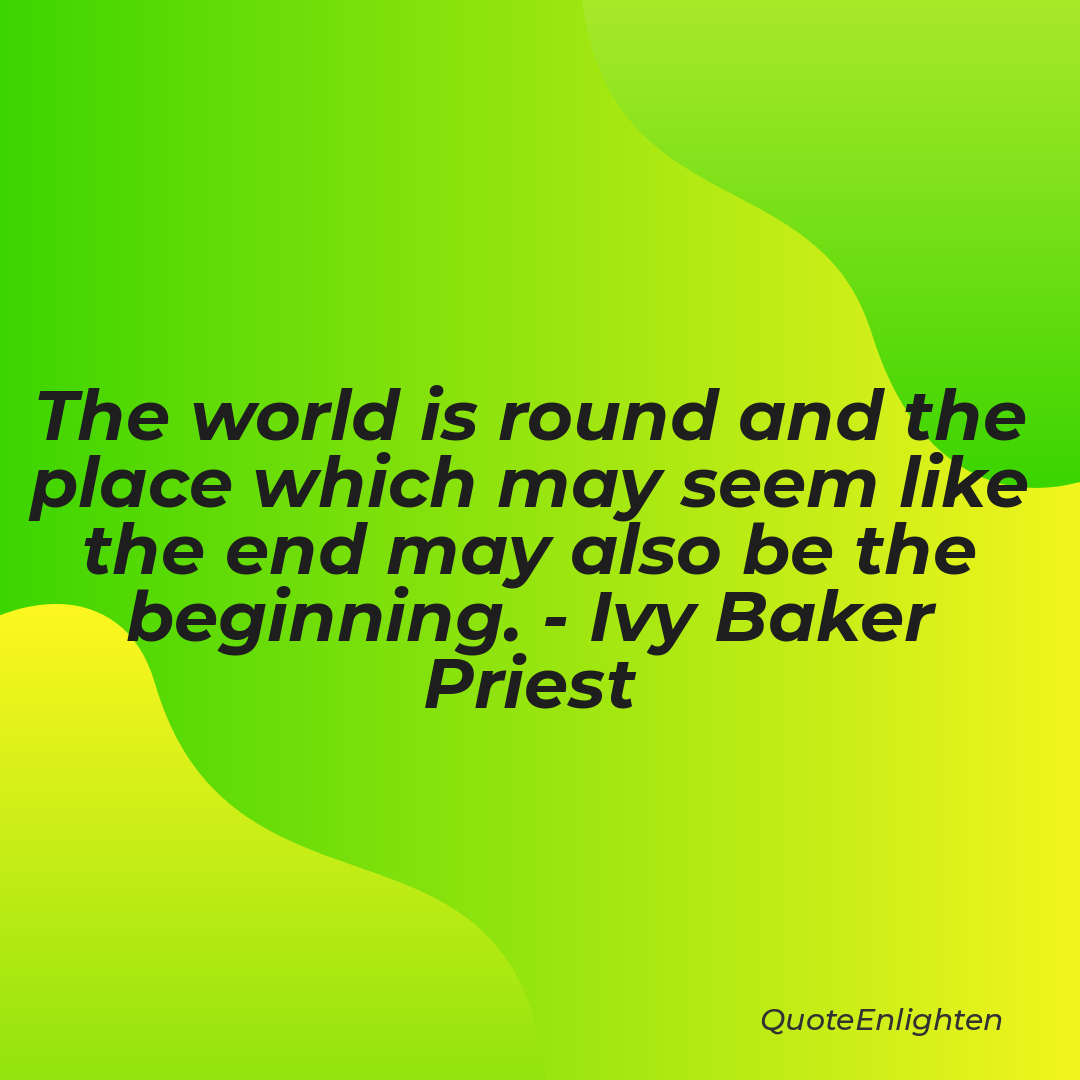 The world is round and the
place which may seem like
the end may also be the
beginning. - Ivy Baker
Priest
QuoteEnlighten